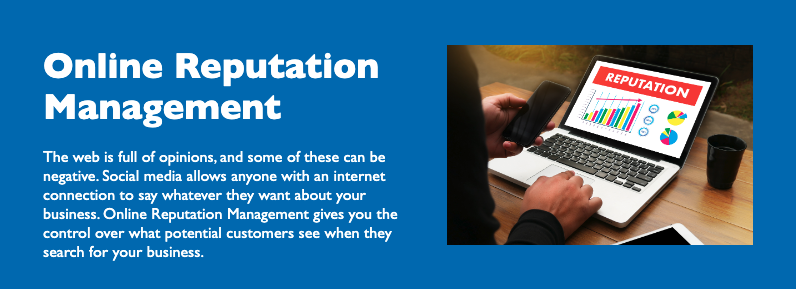 Online Reputation
Management
The web is full of opinions, and some of these can be
negative. Social media allows anyone with an internet
connection to say whatever they want about your
business. Online Reputation Management gives you the
control over what potential customers see when they
search for your business.
REPUTATION